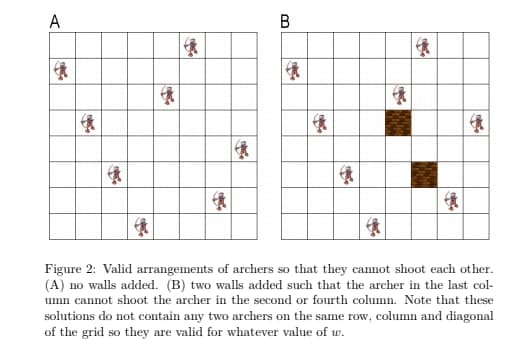 A B
Figure 2: Valid arrangements of archers so that they cannot shoot each other.
(A) no walls added. (B) two walls added such that the archer in the last col-
umn cannot shoot the archer in the second or fourth column. Note that these
solutions do not contain any two archers on the same row, column and diagonal
of the grid so they are valid for whatever value of w.